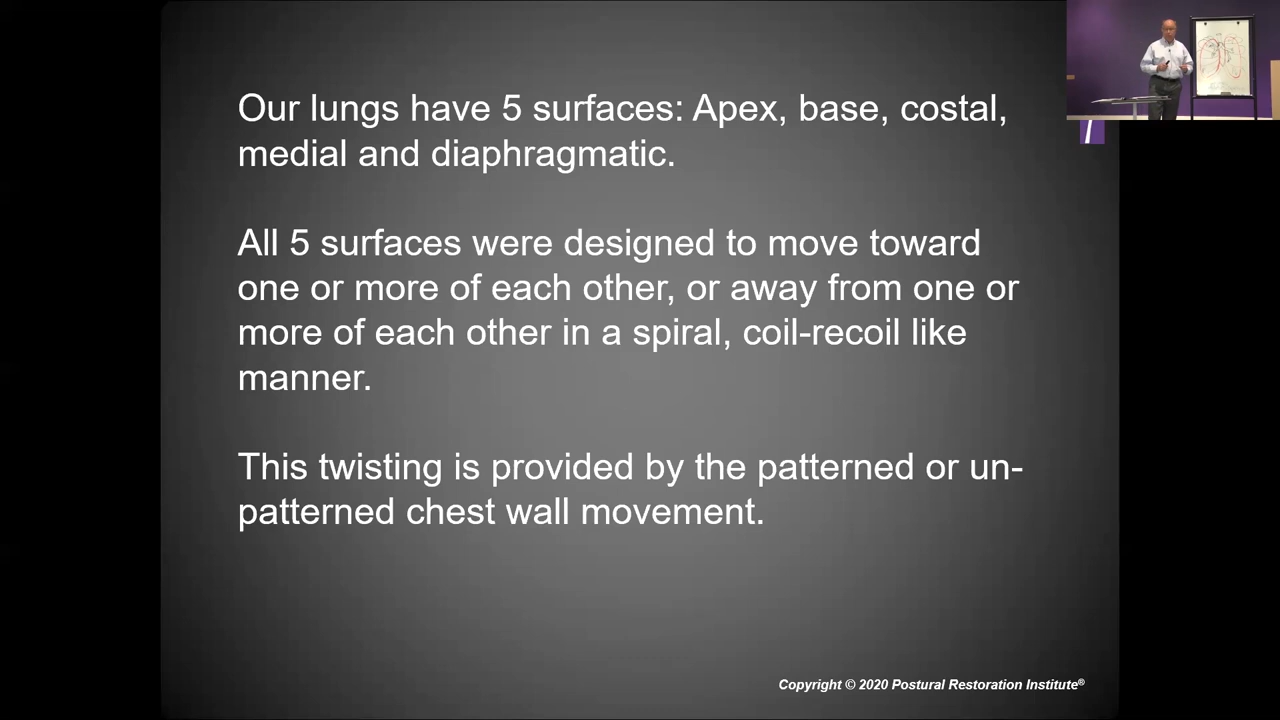 Our lungs have 5 surfaces: Apex, base, costal,
medial and diaphragmatic.
All 5 surfaces were designed to move toward
one or more of each other, or away from one or
more of each other in a spiral, coil-recoil like
manner.
This twisting is provided by the patterned or un-
patterned chest wall movement.
Copyright © 2020 Postural Restoration Institute®